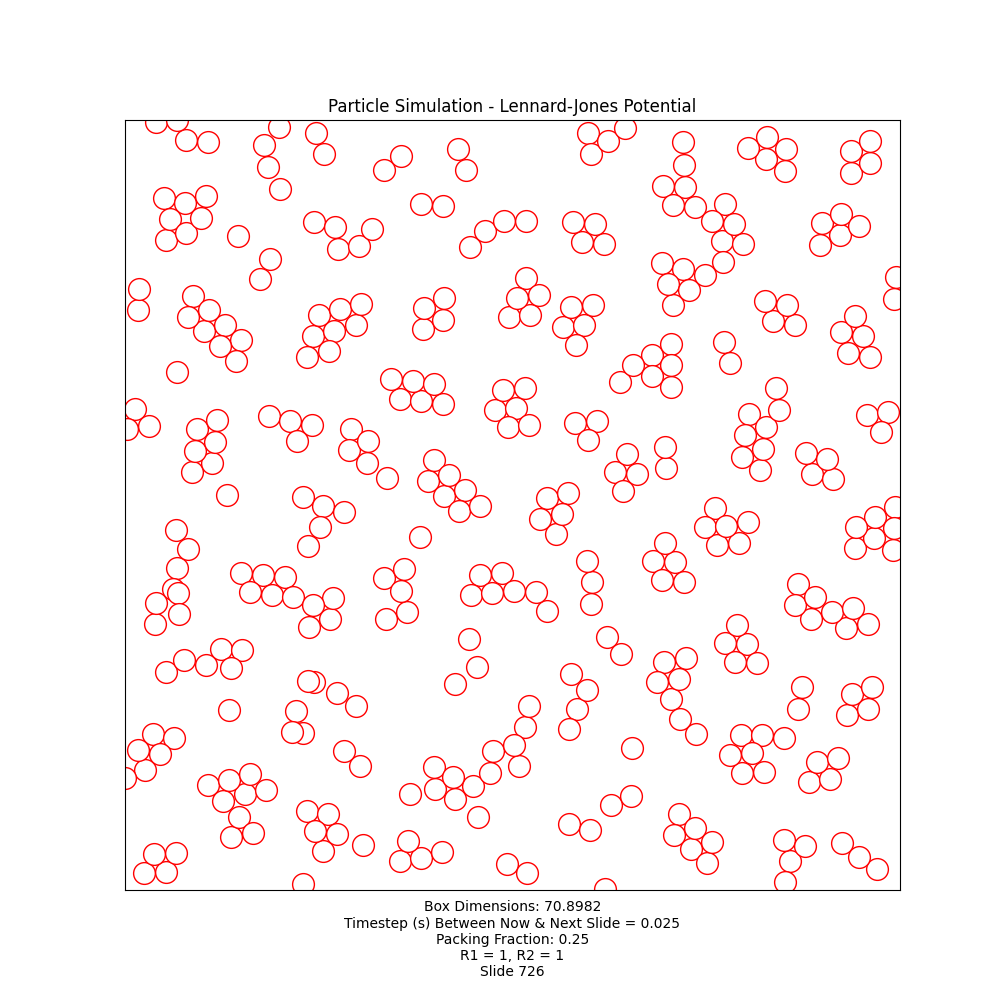 Particle Simulation - Lennard-Jones Potential
Box Dimensions: 70.8982
Timestep (s) Between Now & Next Slide = 0.025
Packing Fraction: 0.25
R1 = 1, R2 = 1
Slide 726